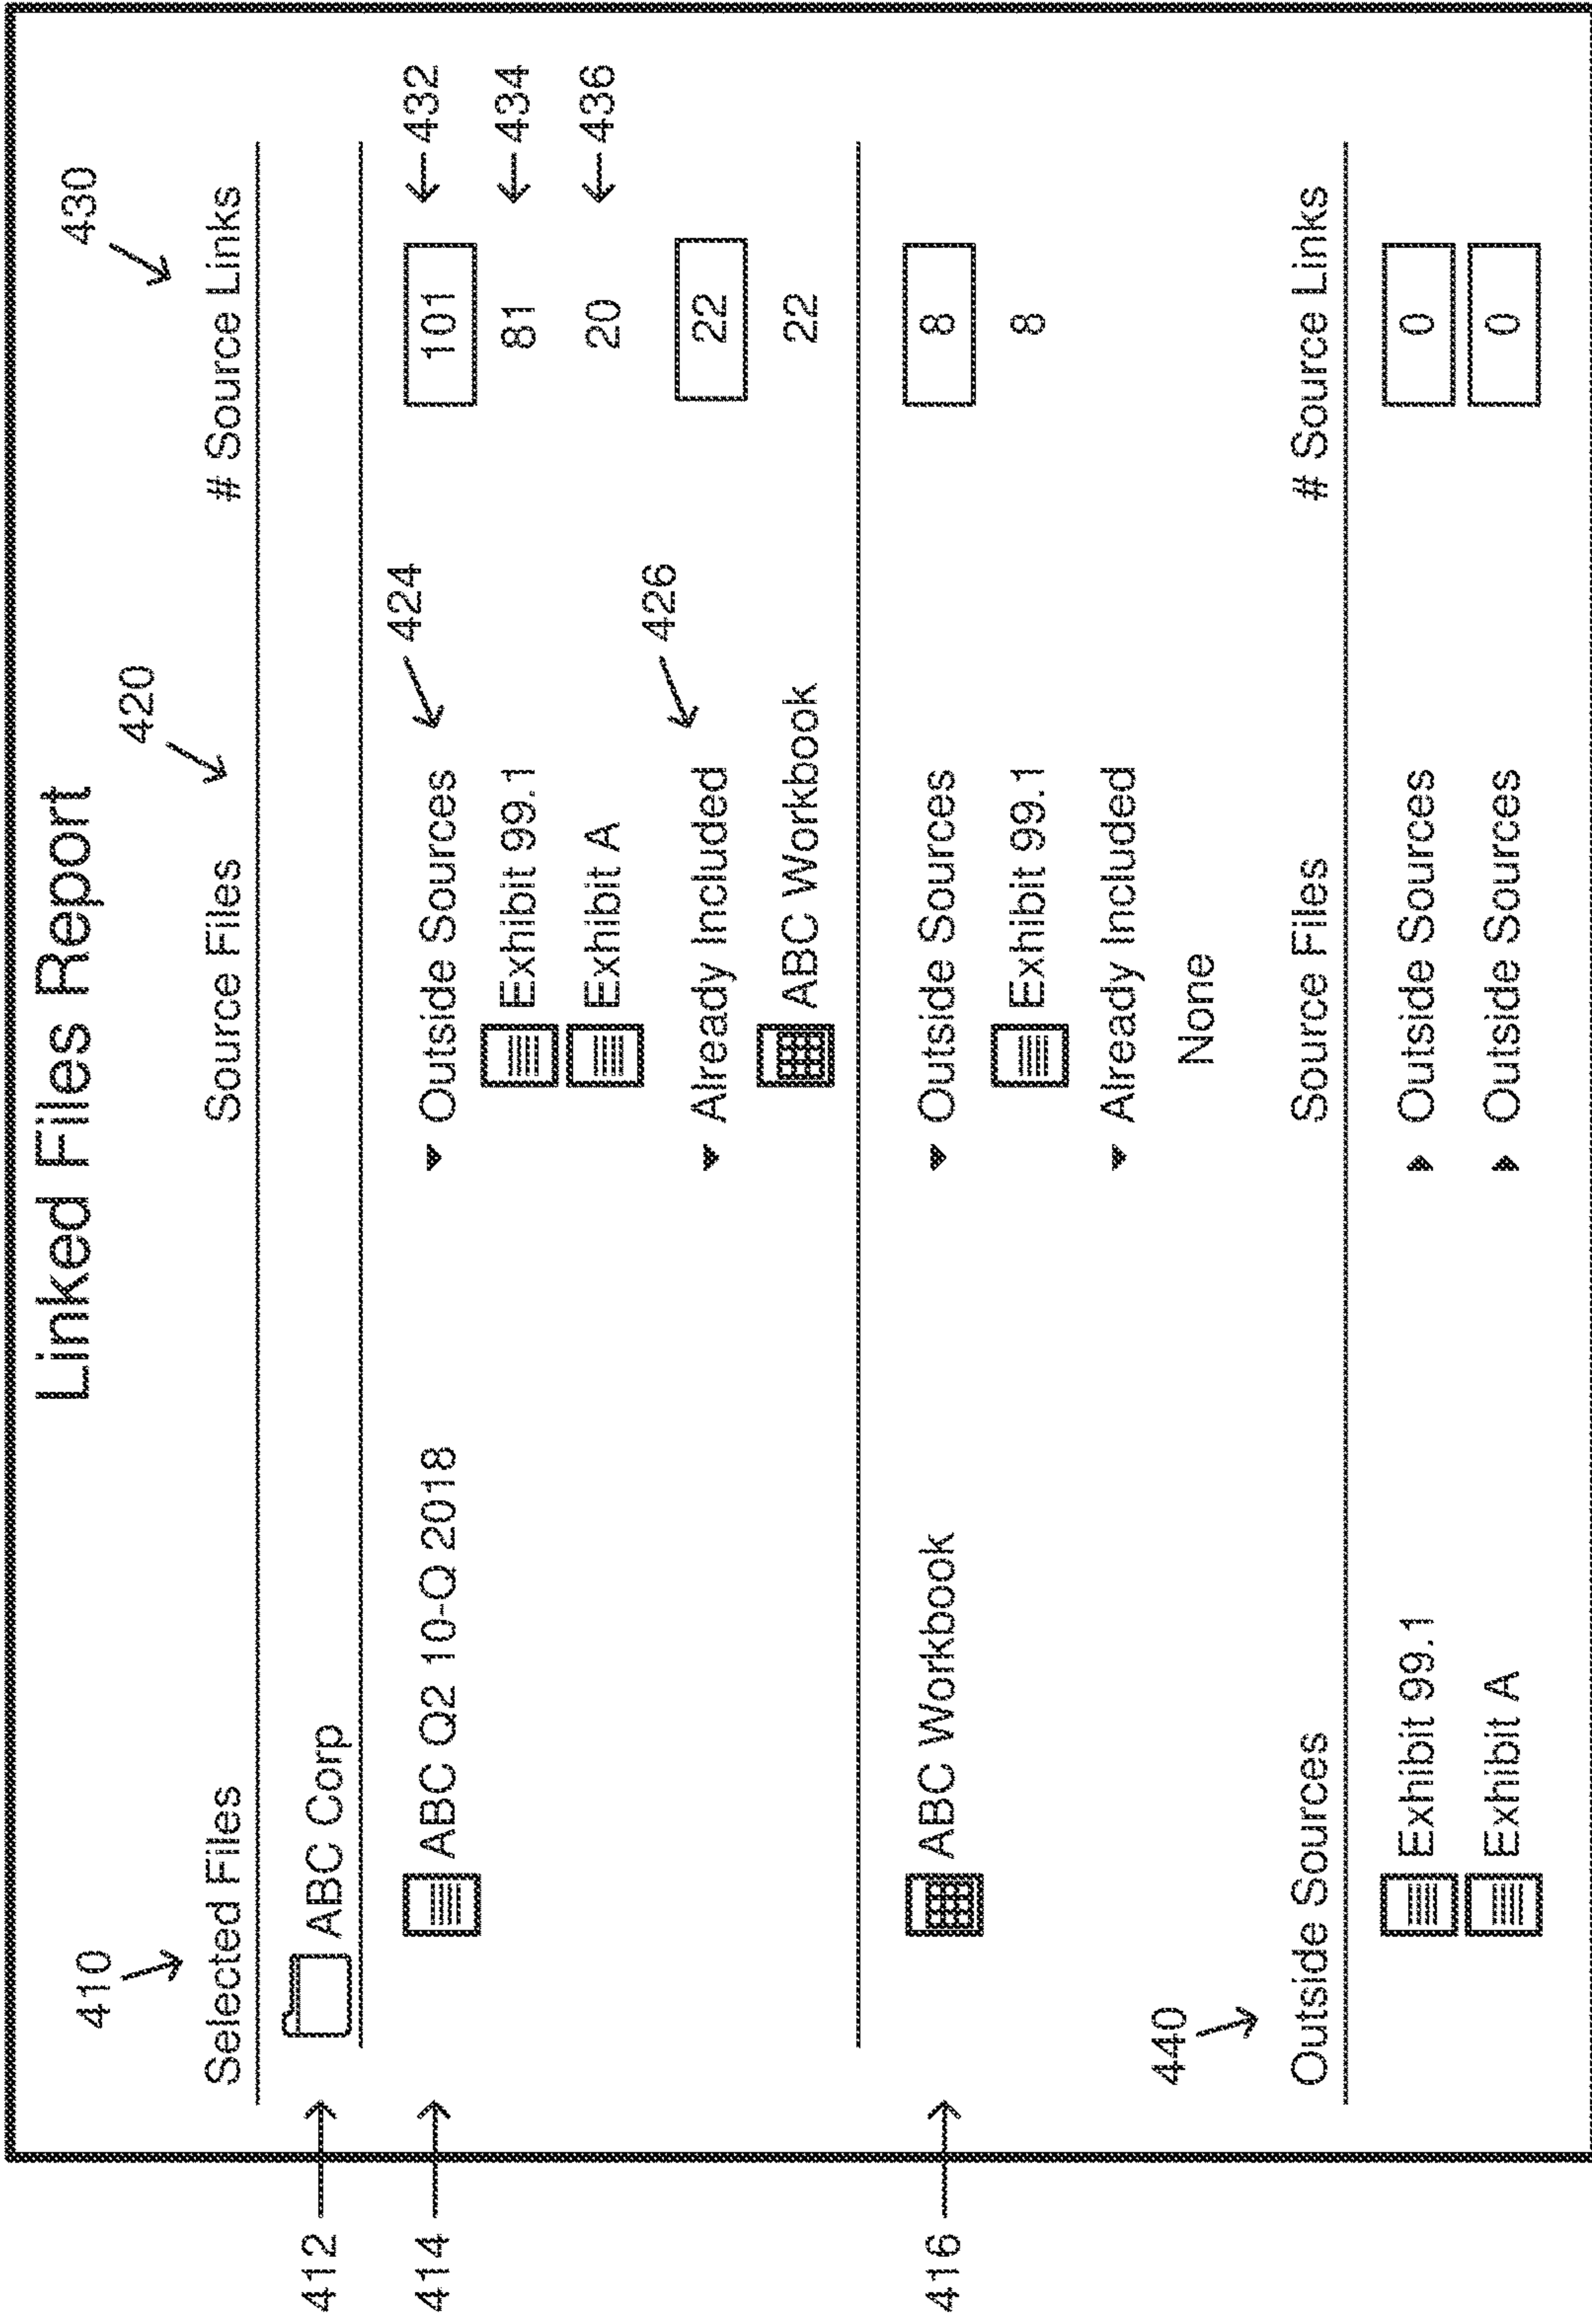 Linked Files Report
410
420
430
Selected Files Source Files # Source Links
412 ABC Corp
424
414 ABC Q2 10-Q 2018 Outside Sources 101 432
Exhibit 99.1 81 434
Exhibit A 20 436
426
Already Included 22
ABC Workbook 22
416 ABC Workbook Outside Sources 8
Exhibit 99.1 8
Already Included
None
440
Outside Sources Source Files # Source Links
Exhibit 99.1 Outside Sources 0
Exhibit A Outside Sources 0